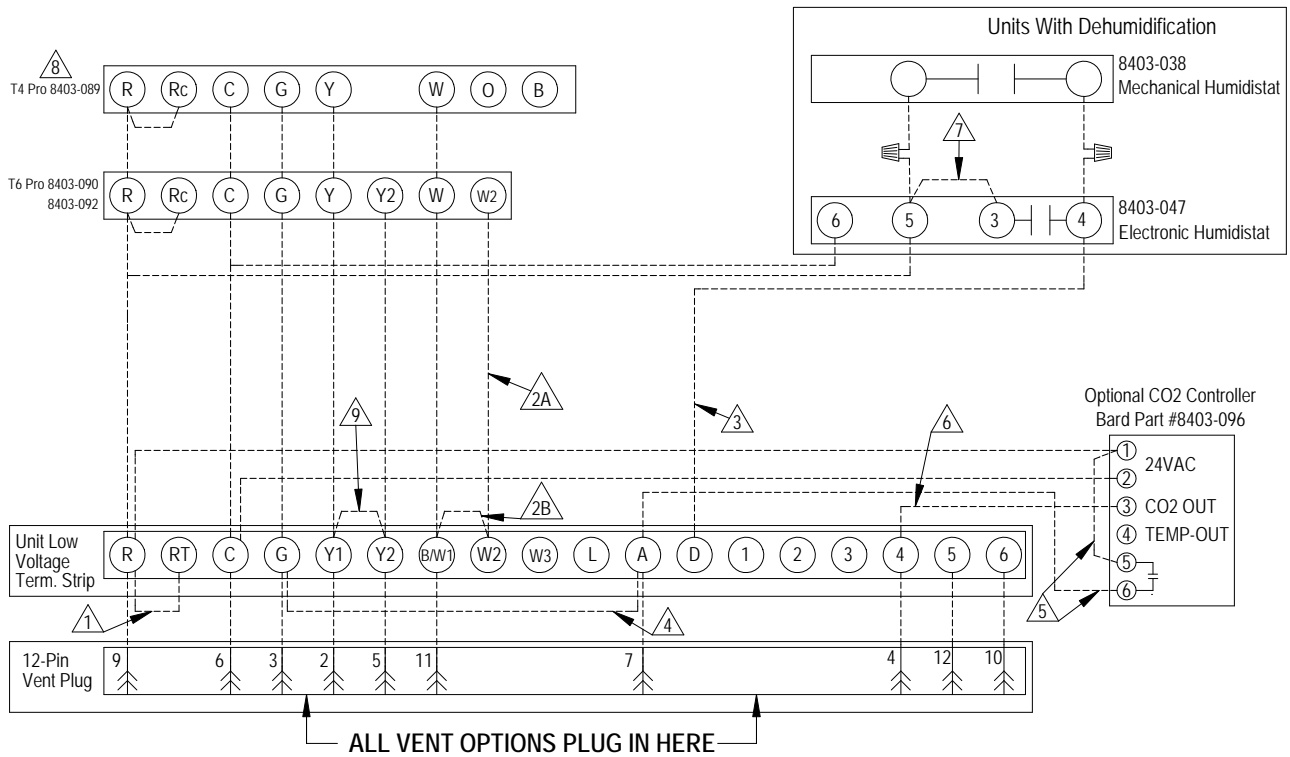 Units With Dehumidification
8403-038
Mechanical Humidistat
8
T4 Pro 8403-089
R Rc C G Y W O B
7
T6 Pro 8403-090
8403-092
R Rc C G Y Y2 W W2
6 5 3 4
8403-047
Electronic Humidistat
2A
9
3
6
Optional CO2 Controller
Bard Part #8403-096
1
24VAC
2
3 CO2 OUT
4 TEMP-OUT
5
6
2B
5
Unit Low
Voltage
Term. Strip
R RT C G Y1 Y2 B/W1 W2 W3 L A D 1 2 3 4 5 6
1
4
12-Pin
Vent Plug
9 6 3 2 5 11 7 4 12 10
ALL VENT OPTIONS PLUG IN HERE